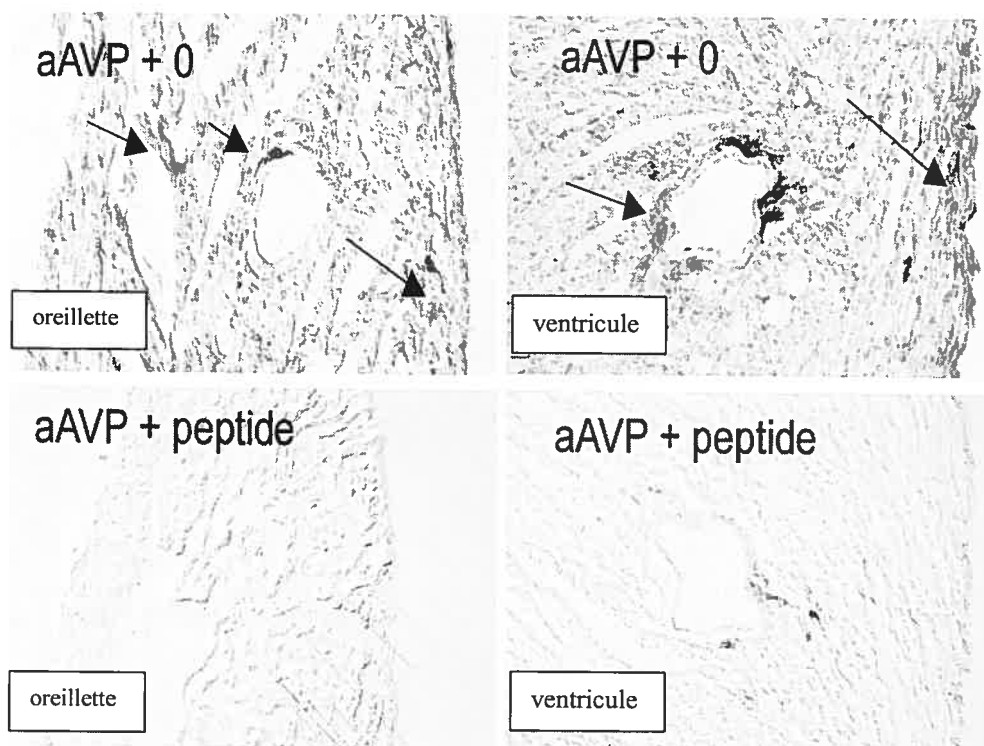 aAVP + 0
aAVP + 0
oreillette
ventricule
aAVP + peptide
aAVP + peptide
oreillette
ventricule